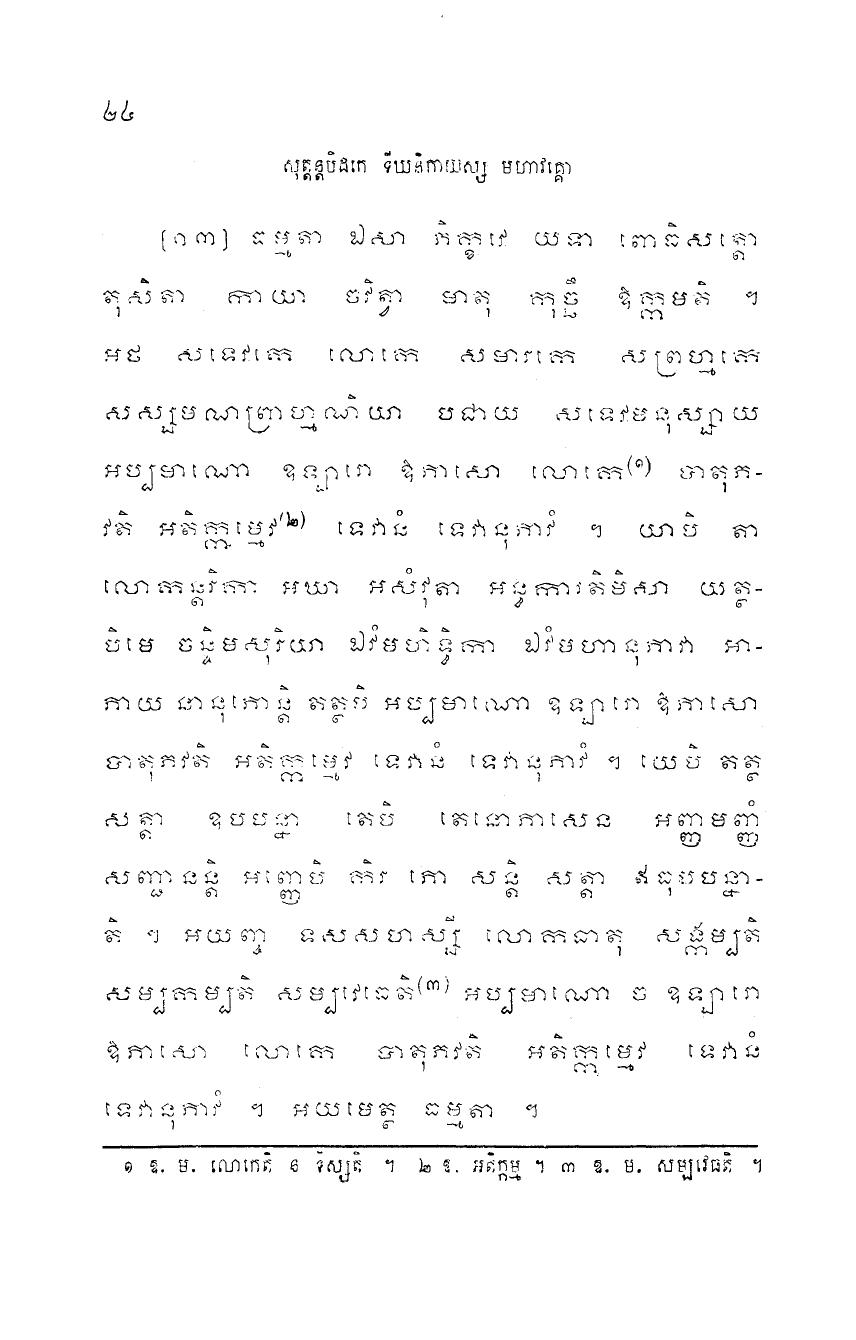 ២៤
សុត្តន្តបិដកេ ទីឃនិកាយស្ស មហាវគ្គោ
[១៣] ធម្មតា ឯសា ភិក្ខវេ យទា ពោធិសត្តោ
តុសិតា កាយា ចវិត្វា មាតុ កុច្ឆឹ ឱក្កមតិ ។
អថ សទេវកេ លោកេ សមារកេ សព្រហ្មកេ
សស្សមណព្រាហ្មណិយា បជាយ សទេវមនុស្សាយ
អប្បមាណោ ឧឡារោ ឱភាសោ លោកេ(១) បាតុភ-
វតិ អតិក្កម្មេវ(២) ទេវានំ ទេវានុភាវំ ។ យាបិ តា
លោកន្តរិកា អឃា អសំវុតា អន្ធការតិមិសា យត្ថ-
បិមេ ចន្ទិមសុរិយា ឯវំមហិទ្ធិកា ឯវំមហានុភាវា អា-
ភាយ នានុភោន្តិ តត្ថបិ អប្បមាណោ ឧឡារោ ឱភាសោ
បាតុភវតិ អតិក្កម្មេវ ទេវានំ ទេវានុភាវំ ។ យេបិ តត្ថ
សត្តា ឧបបន្នា តេបិ តេនោភាសេន អញ្ញមញ្ញំ
សញ្ជានន្តិ អញ្ញេបិ កិរ ភោ សន្តិ សត្តា ឥធុបបន្នា-
តិ ។ អយញ្ច ទសសហស្សី លោកធាតុ សង្កម្បតិ
សម្បកម្បតិ សម្បវេធតិ(៣) អប្បមាណោ ច ឧឡារោ
ឱភាសោ លោកេ បាតុភវតិ អតិក្កម្មេវ ទេវានំ
ទេវានុភាវំ ។ អយមេត្ថ ធម្មតា ។
១ ឱ. ម. លោកេតិ ន ទិស្សតិ ។ ២ ឱ. អតិក្កម្ម ។ ៣ ឱ. ម. សម្បវេធតិ ។